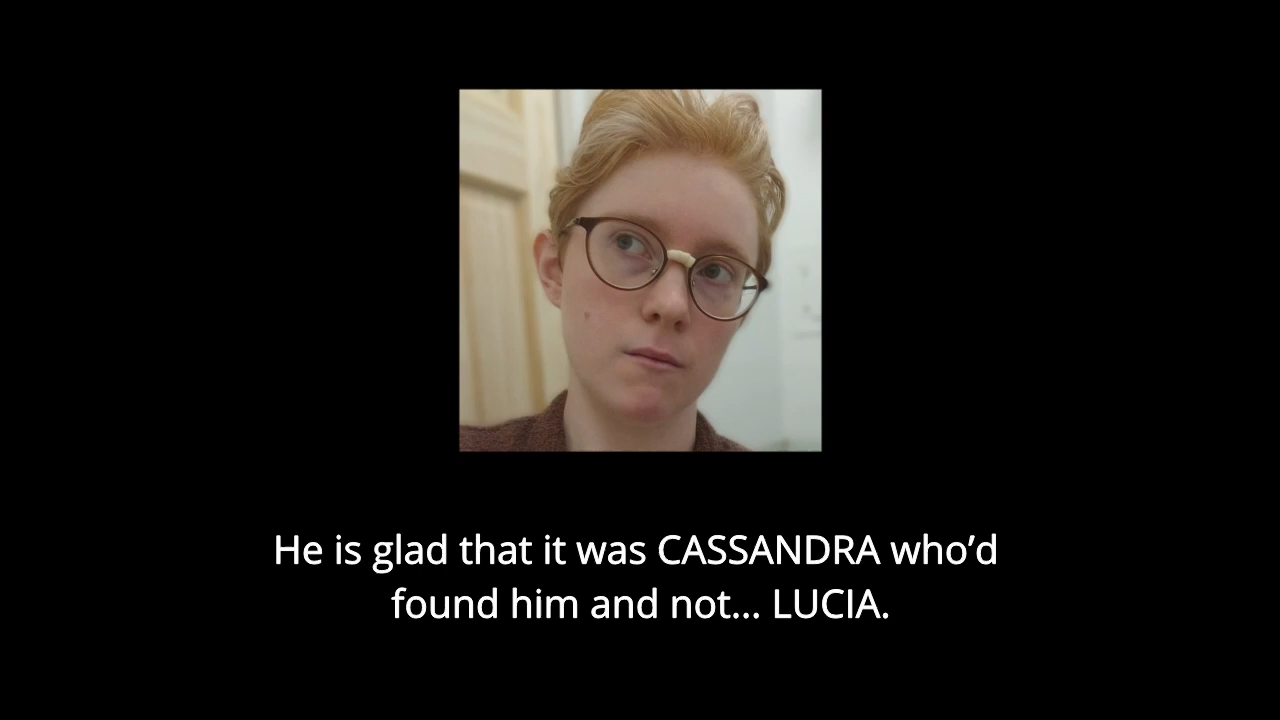 He is glad that it was CASSANDRA who’d
found him and not... LUCIA.